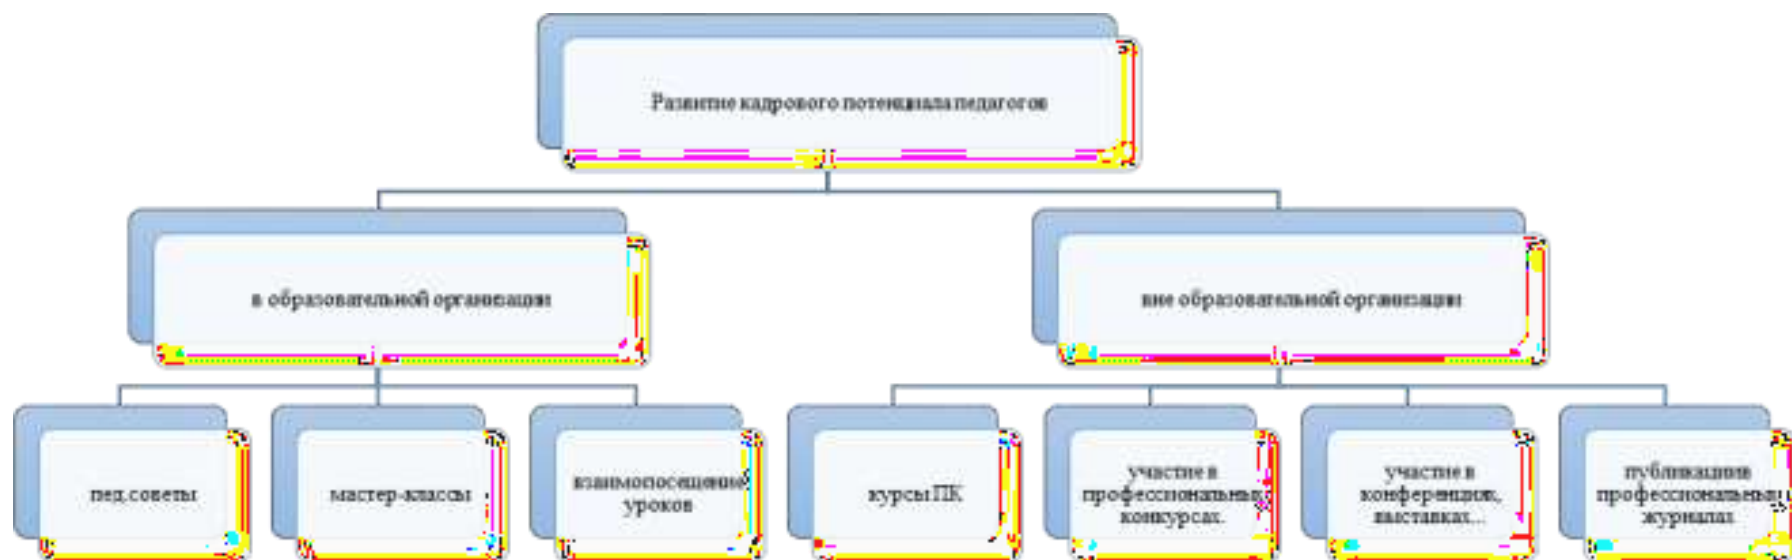 Развитие кадрового потенциала педагогов
в образовательной организации
вне образовательной организации
пед.советы
мастер-классы
взаимопосещение
уроков
курсы ПК
участие в
профессиональных
конкурсах.
участие в
конференциях,
выставках...
публикациив
профессиональных
журналах